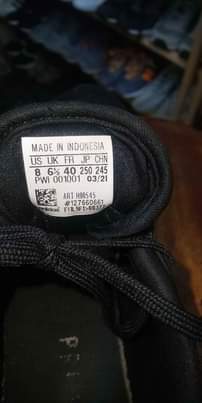 MADE IN INDONESIA
US UK FR JP CHN
8 6½ 40 250 245
PWI 001001 03/21
ART H00545
#127660661